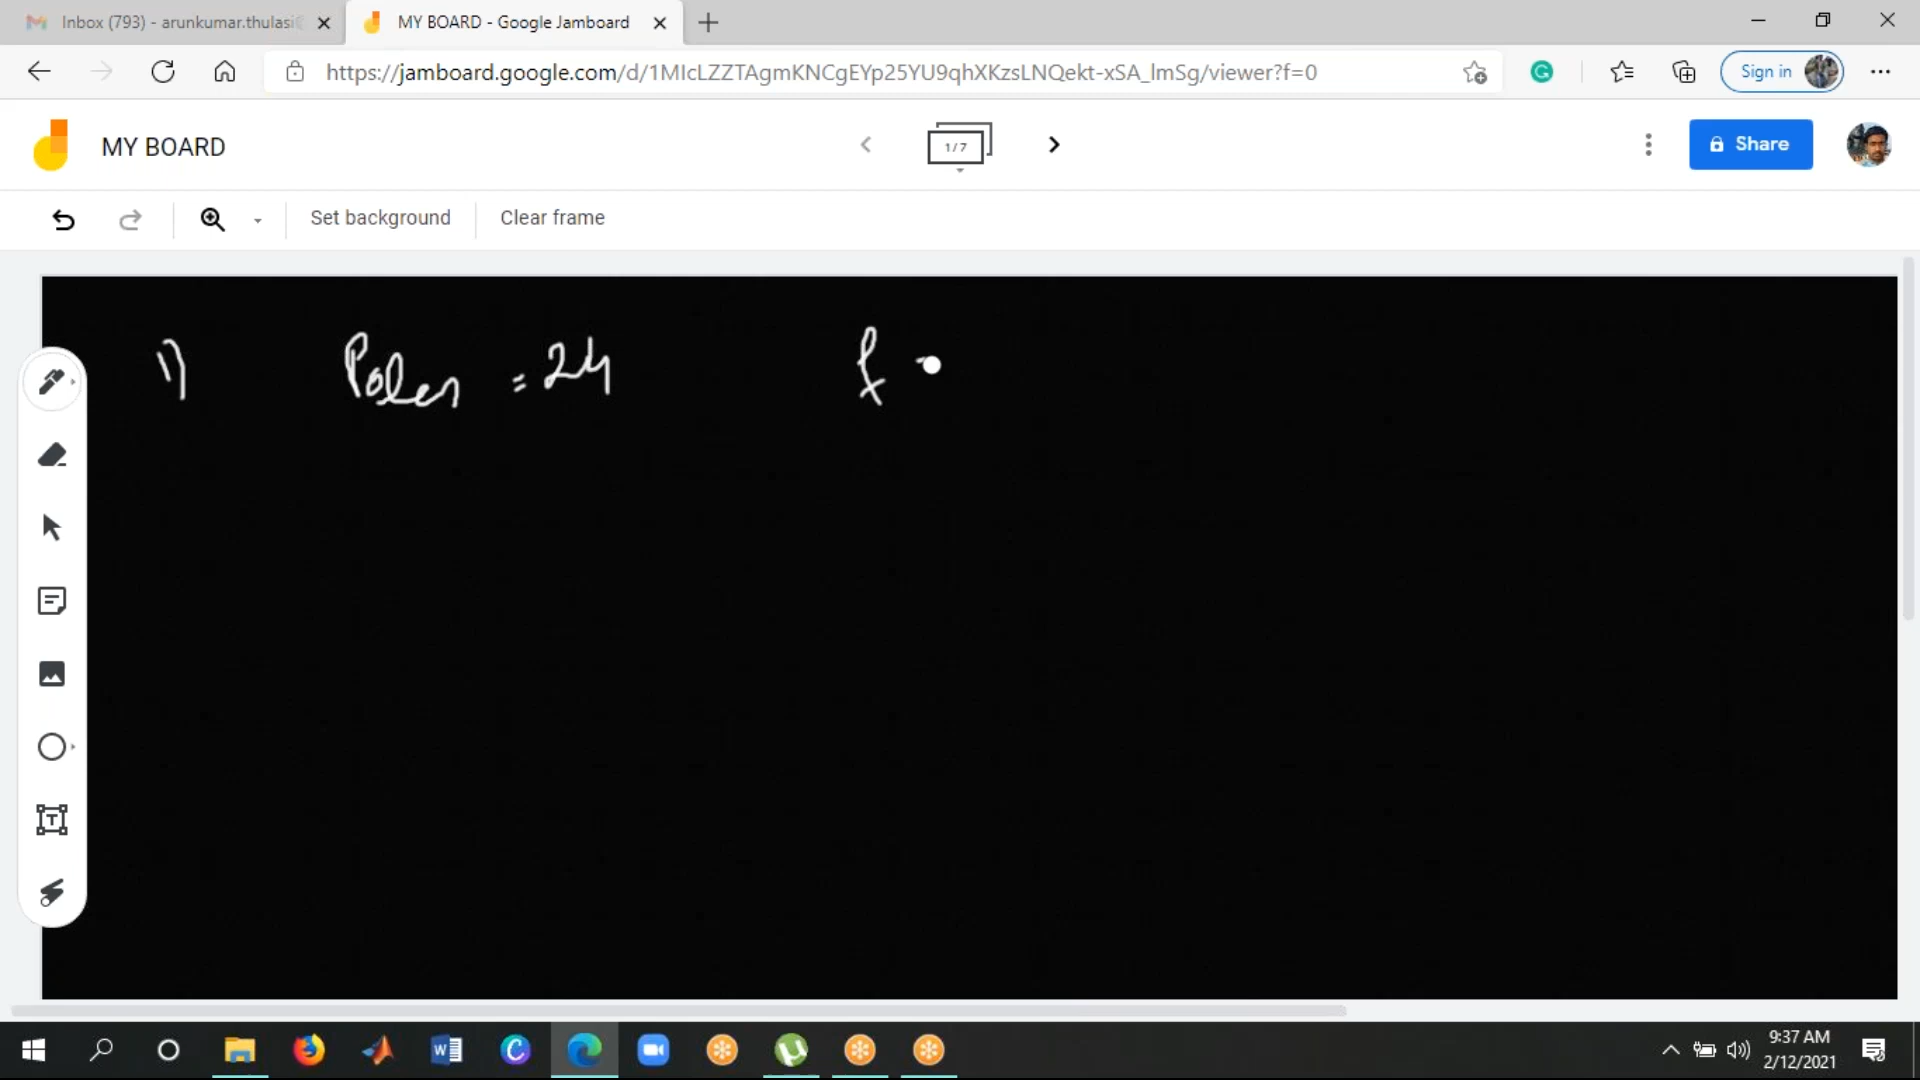 Inbox (793) - arunkumar.thulasi
MY BOARD - Google Jamboard
https://jamboard.google.com/d/1MIcLZZTAgmKNCgEYp25YU9qhXKzsLNQekt-xSA_lmSg/viewer?f=0
Sign in
MY BOARD
1/7
Share
Set background
Clear frame
1) Poles = 24 f
9:37 AM
2/12/2021